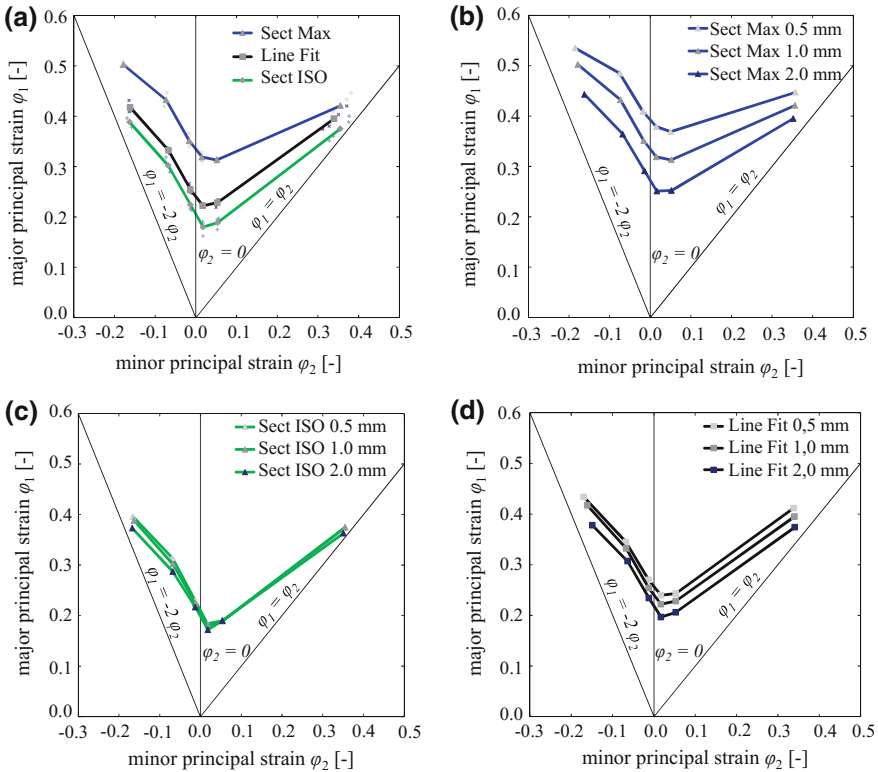 (a)
Sect Max
Line Fit
Sect ISO
major principal strain φ1 [-]
0.6
0.5
0.4
0.3
0.2
0.1
0.0
φ1 = -2 φ2
φ2 = 0
φ1 = φ2
-0.3 -0.2 -0.1 0.0 0.1 0.2 0.3 0.4 0.5
minor principal strain φ2 [-]
(b)
Sect Max 0.5 mm
Sect Max 1.0 mm
Sect Max 2.0 mm
major principal strain φ1 [-]
0.6
0.5
0.4
0.3
0.2
0.1
0.0
φ1 = -2 φ2
φ2 = 0
φ1 = φ2
-0.3 -0.2 -0.1 0.0 0.1 0.2 0.3 0.4 0.5
minor principal strain φ2 [-]
(c)
Sect ISO 0.5 mm
Sect ISO 1.0 mm
Sect ISO 2.0 mm
major principal strain φ1 [-]
0.6
0.5
0.4
0.3
0.2
0.1
0.0
φ1 = -2 φ2
φ2 = 0
φ1 = φ2
-0.3 -0.2 -0.1 0.0 0.1 0.2 0.3 0.4 0.5
minor principal strain φ2 [-]
(d)
Line Fit 0,5 mm
Line Fit 1,0 mm
Line Fit 2,0 mm
major principal strain φ1 [-]
0.6
0.5
0.4
0.3
0.2
0.1
0.0
φ1 = -2 φ2
φ2 = 0
φ1 = φ2
-0.3 -0.2 -0.1 0.0 0.1 0.2 0.3 0.4 0.5
minor principal strain φ2 [-]